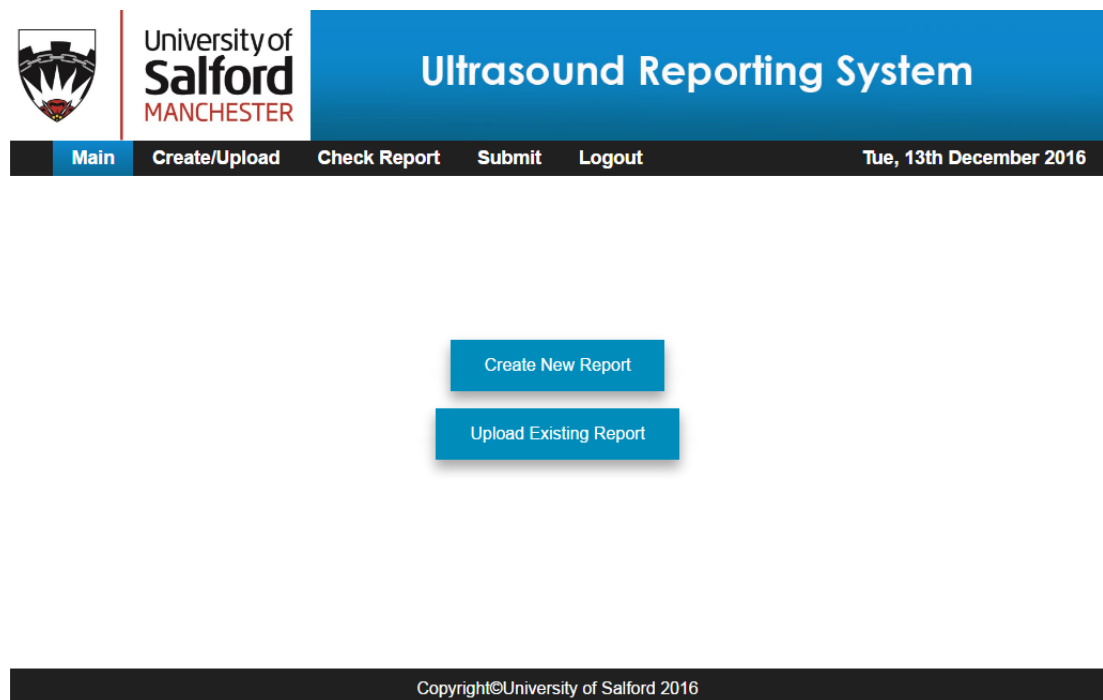 University of
Salford
MANCHESTER
Ultrasound Reporting System
Main Create/Upload Check Report Submit Logout Tue, 13th December 2016
Create New Report
Upload Existing Report
Copyright©University of Salford 2016